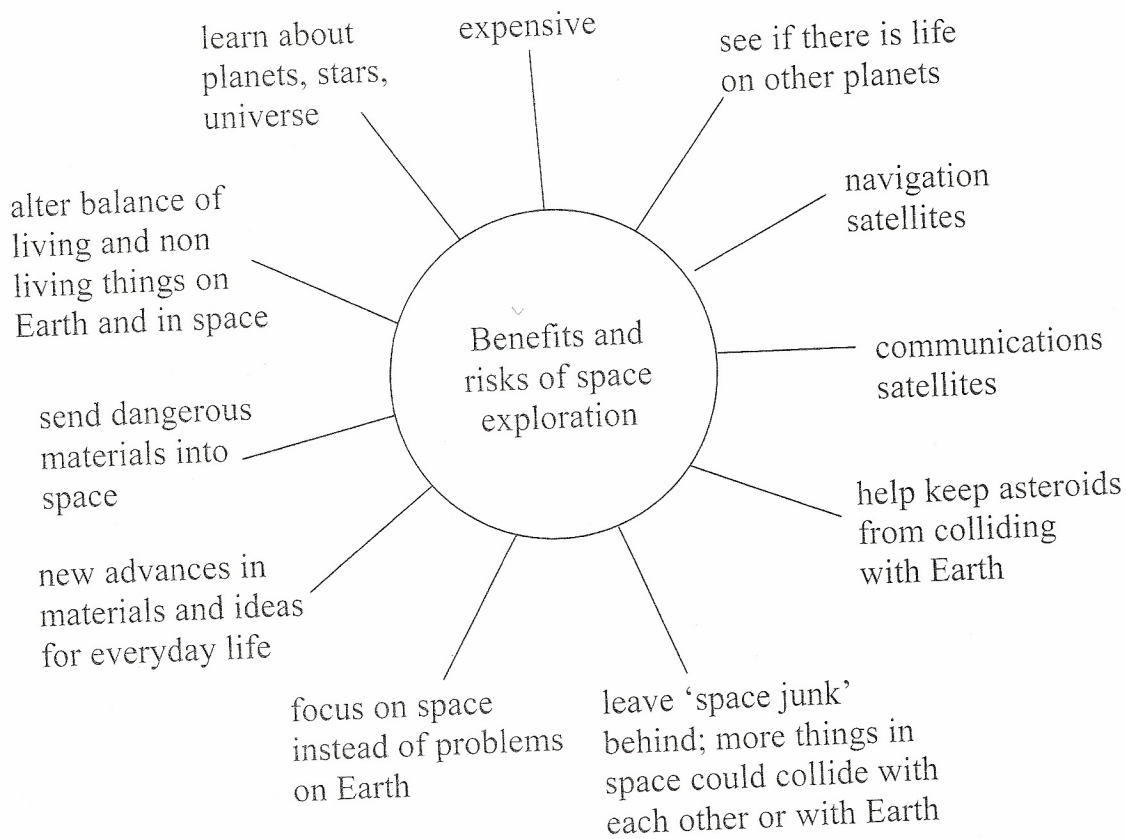 learn about
planets, stars,
universe
expensive
see if there is life
on other planets
navigation
satellites
communications
satellites
help keep asteroids
from colliding
with Earth
leave ‘space junk’
behind; more things in
space could collide with
each other or with Earth
focus on space
instead of problems
on Earth
new advances in
materials and ideas
for everyday life
send dangerous
materials into
space
alter balance of
living and non
living things on
Earth and in space
Benefits and
risks of space
exploration